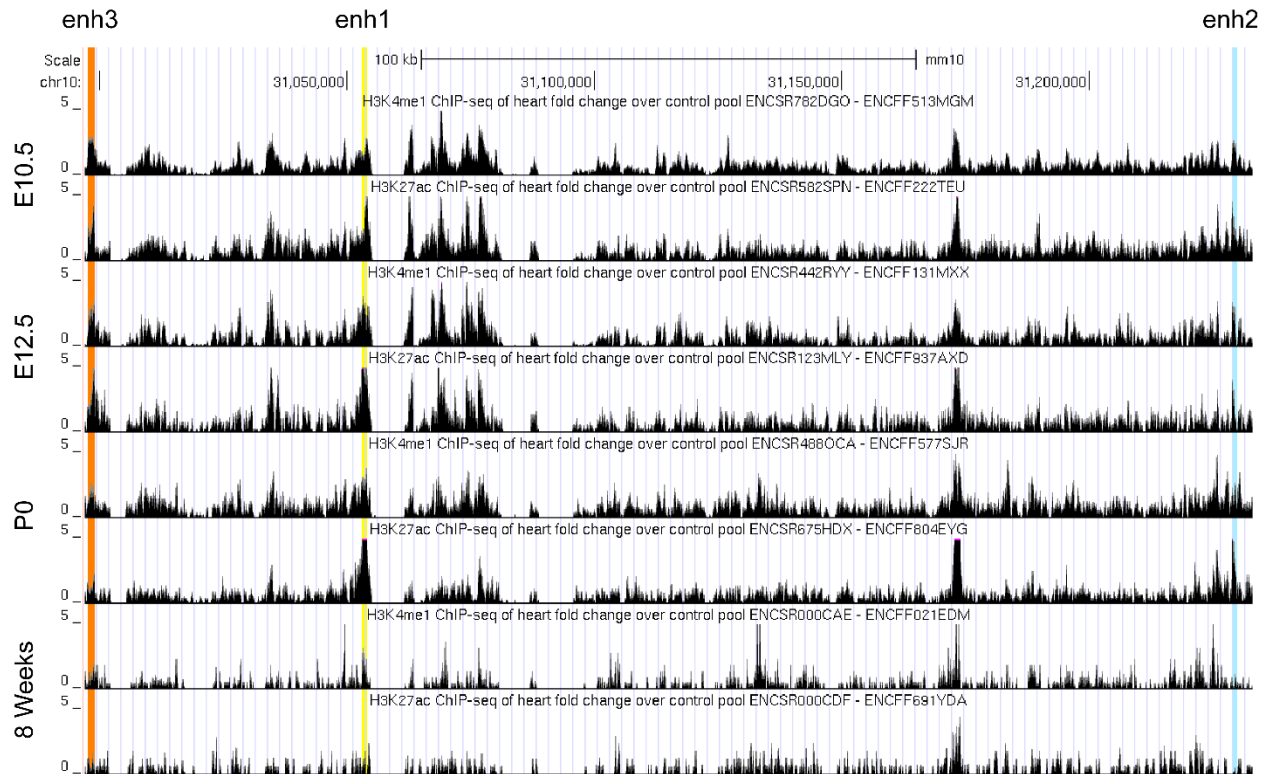 enh3 enh1 enh2
Scale 100 kb mm10
chr10: 31,050,000 31,100,000 31,150,000 31,200,000
H3K4me1 ChIP-seq of heart fold change over control pool ENCSR782DGO - ENCFF513MGM
5
E10.5
0
H3K27ac ChIP-seq of heart fold change over control pool ENCSR582SPN - ENCFF222TEU
5
0
H3K4me1 ChIP-seq of heart fold change over control pool ENCSR442RYY - ENCFF131MXX
5
E12.5
0
H3K27ac ChIP-seq of heart fold change over control pool ENCSR123MLY - ENCFF937AXD
5
0
H3K4me1 ChIP-seq of heart fold change over control pool ENCSR488OCA - ENCFF577SJR
5
P0
0
H3K27ac ChIP-seq of heart fold change over control pool ENCSR675HDX - ENCFF804EYG
5
0
H3K4me1 ChIP-seq of heart fold change over control pool ENCSR000CAE - ENCFF021EDM
5
8 Weeks
0
H3K27ac ChIP-seq of heart fold change over control pool ENCSR000CDF - ENCFF691YDA
5
0